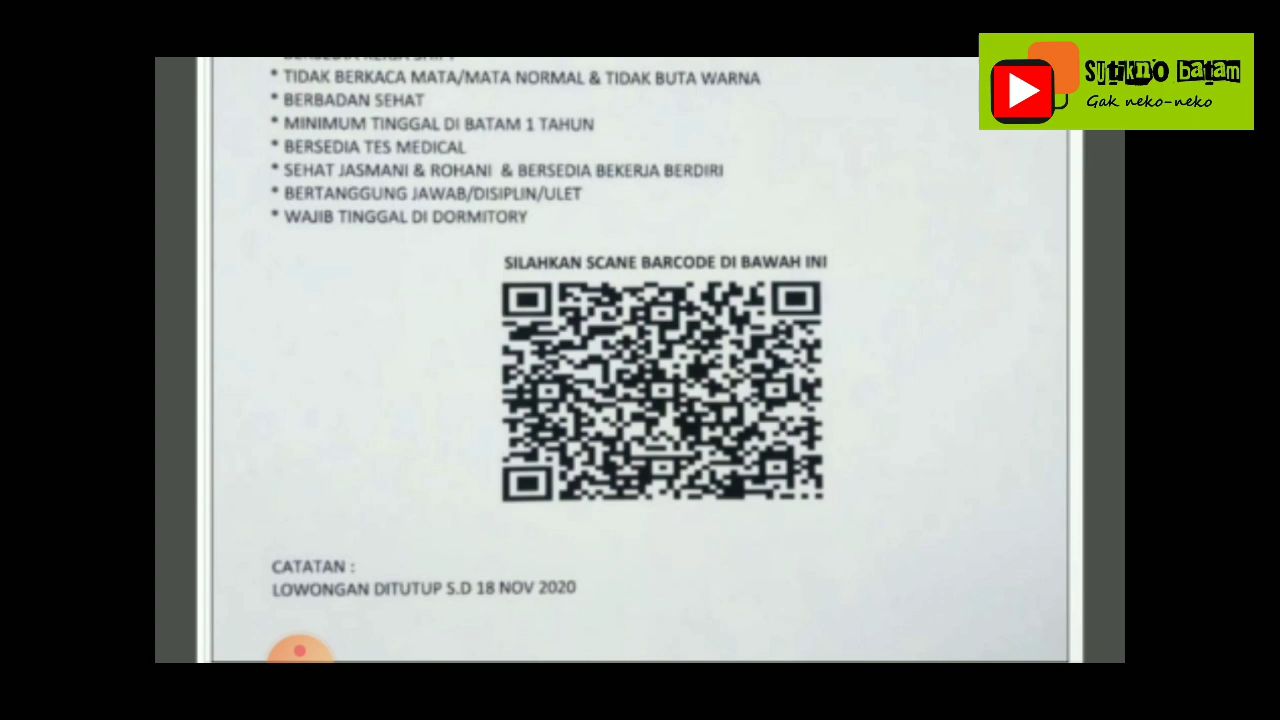 * TIDAK BERKACA MATA/MATA NORMAL & TIDAK BUTA WARNA
* BERBADAN SEHAT
* MINIMUM TINGGAL DI BATAM 1 TAHUN
* BERSEDIA TES MEDICAL
* SEHAT JASMANI & ROHANI & BERSEDIA BEKERJA BERDIRI
* BERTANGGUNG JAWAB/DISIPLIN/ULET
* WAJIB TINGGAL DI DORMITORY
SILAHKAN SCANE BARCODE DI BAWAH INI
CATATAN :
LOWONGAN DITUTUP S.D 18 NOV 2020
Sutikno batam
Gak neko-neko